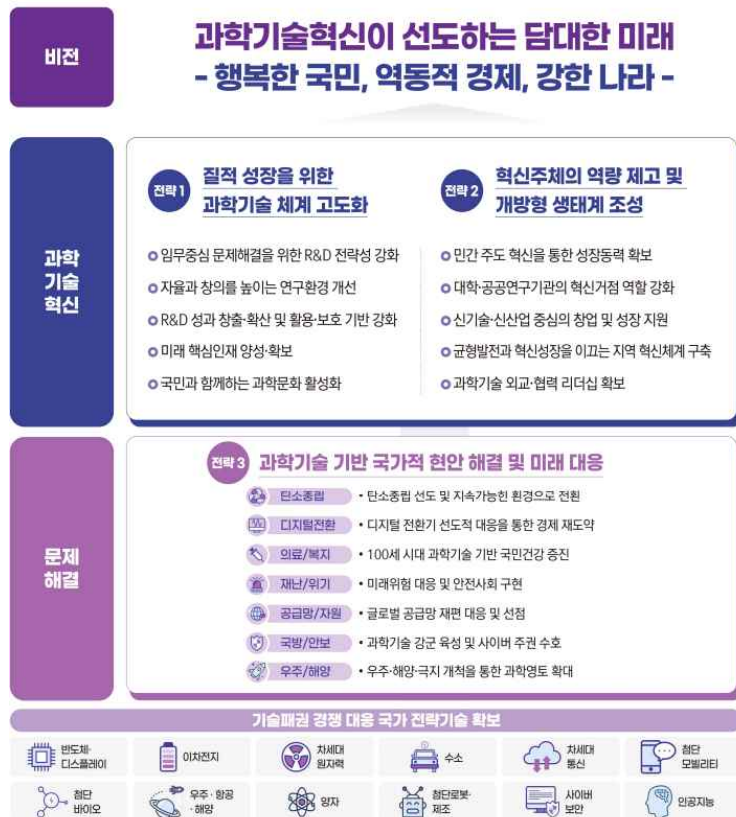 비전
과학기술혁신이 선도하는 담대한 미래
- 행복한 국민, 역동적 경제, 강한 나라 -
과학
기술
혁신
전략 1
질적 성장을 위한
과학기술 체계 고도화
임무중심 문제해결을 위한 R&D 전략성 강화
자율과 창의를 높이는 연구환경 개선
R&D 성과 창출·확산 및 활용·보호 기반 강화
미래 핵심인재 양성·확보
국민과 함께하는 과학문화 활성화
전략 2
혁신주체의 역량 제고 및
개방형 생태계 조성
민간 주도 혁신을 통한 성장동력 확보
대학·공공연구기관의 혁신거점 역할 강화
신기술·신산업 중심의 창업 및 성장 지원
균형발전과 혁신성장을 이끄는 지역 혁신체계 구축
과학기술 외교·협력 리더십 확보
문제
해결
전략 3 과학기술 기반 국가적 현안 해결 및 미래 대응
탄소중립 • 탄소중립 선도 및 지속가능한 환경으로 전환
디지털전환 • 디지털 전환기 선도적 대응을 통한 경제 재도약
의료/복지 • 100세 시대 과학기술 기반 국민건강 증진
재난/위기 • 미래위험 대응 및 안전사회 구현
공급망/자원 • 글로벌 공급망 재편 대응 및 선점
국방/안보 • 과학기술 강군 육성 및 사이버 주권 수호
우주/해양 • 우주·해양·극지 개척을 통한 과학영토 확대
기술패권 경쟁 대응 국가 전략기술 확보
반도체·
디스플레이
이차전지
차세대
원자력
수소
차세대
통신
첨단
모빌리티
첨단
바이오
우주·항공
·해양
양자
첨단로봇·
제조
사이버
보안
인공지능